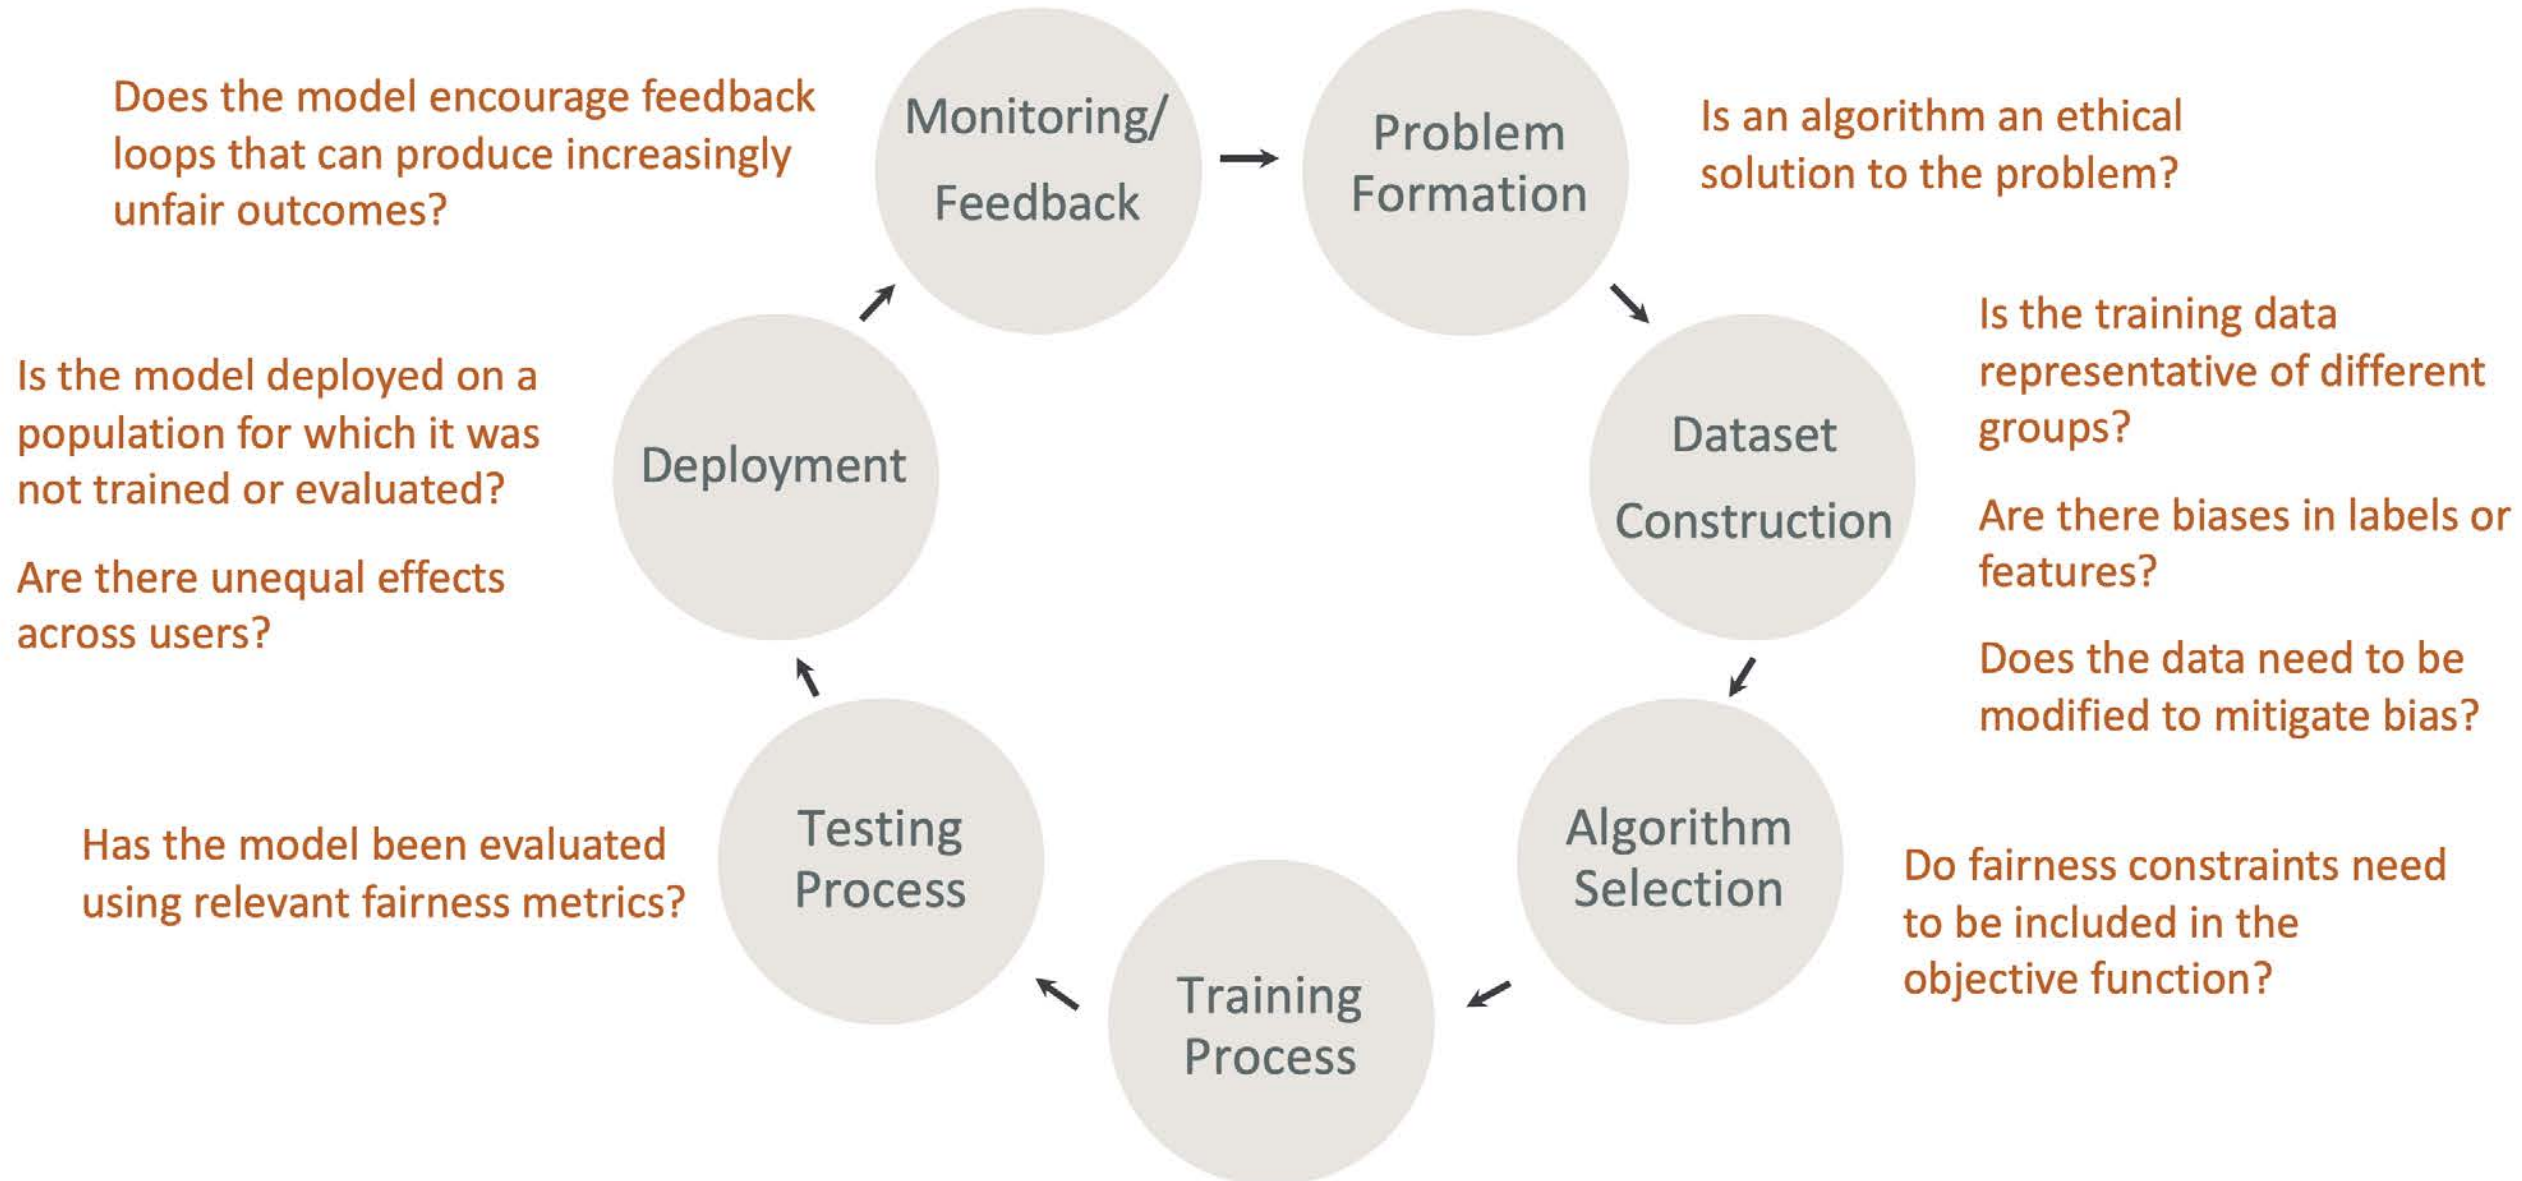 Monitoring/
Feedback
Does the model encourage feedback
loops that can produce increasingly
unfair outcomes?
Problem
Formation
Is an algorithm an ethical
solution to the problem?
Dataset
Construction
Is the training data
representative of different
groups?
Are there biases in labels or
features?
Does the data need to be
modified to mitigate bias?
Algorithm
Selection
Do fairness constraints need
to be included in the
objective function?
Training
Process
Testing
Process
Has the model been evaluated
using relevant fairness metrics?
Deployment
Is the model deployed on a
population for which it was
not trained or evaluated?
Are there unequal effects
across users?